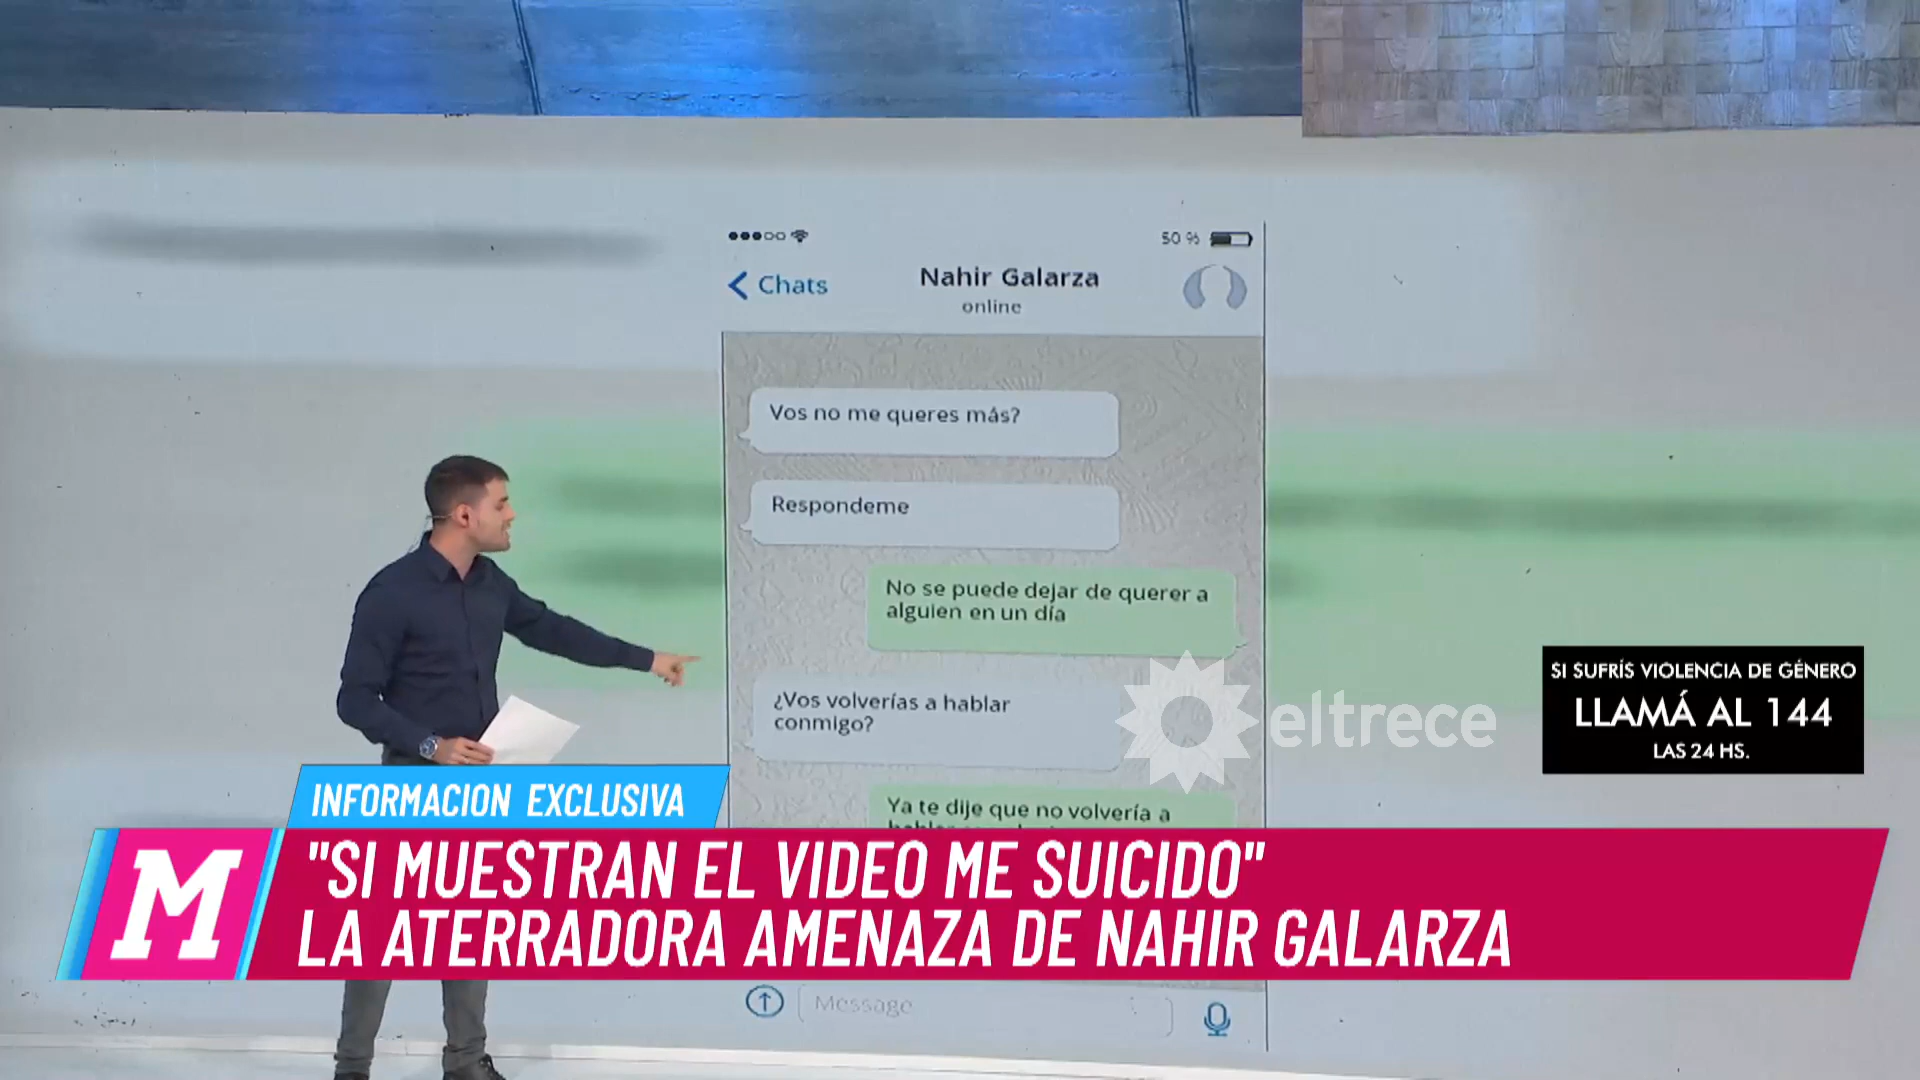 50 %
Chats
Nahir Galarza
online
Vos no me queres más?
Respondeme
No se puede dejar de querer a
alguien en un día
¿Vos volverías a hablar
conmigo?
Ya te dije que no volvería a
eltrece
SI SUFRÍS VIOLENCIA DE GÉNERO
LLAMÁ AL 144
LAS 24 HS.
INFORMACION EXCLUSIVA
M
"SI MUESTRAN EL VIDEO ME SUICIDO"
LA ATERRADORA AMENAZA DE NAHIR GALARZA
Message